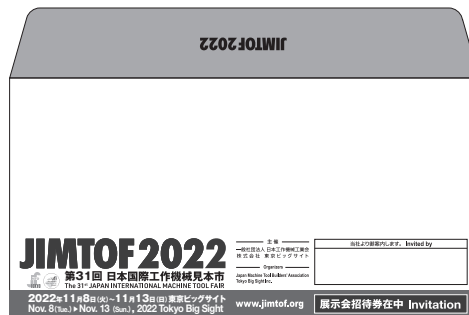 JIMTOF2022
JIMTOF 2022
第31回 日本国際工作機械見本市
The 31st JAPAN INTERNATIONAL MACHINE TOOL FAIR
主催
一般社団法人 日本工作機械工業会
株式会社 東京ビッグサイト
Organizers
Japan Machine Tool Builders' Association
Tokyo Big Sight Inc.
当社より御案内します。 Invited by
2022年11月8日(火)~11月13日(日)東京ビッグサイト
Nov. 8(Tue.)▶Nov. 13 (Sun.), 2022 Tokyo Big Sight
www.jimtof.org
展示会招待券在中 Invitation